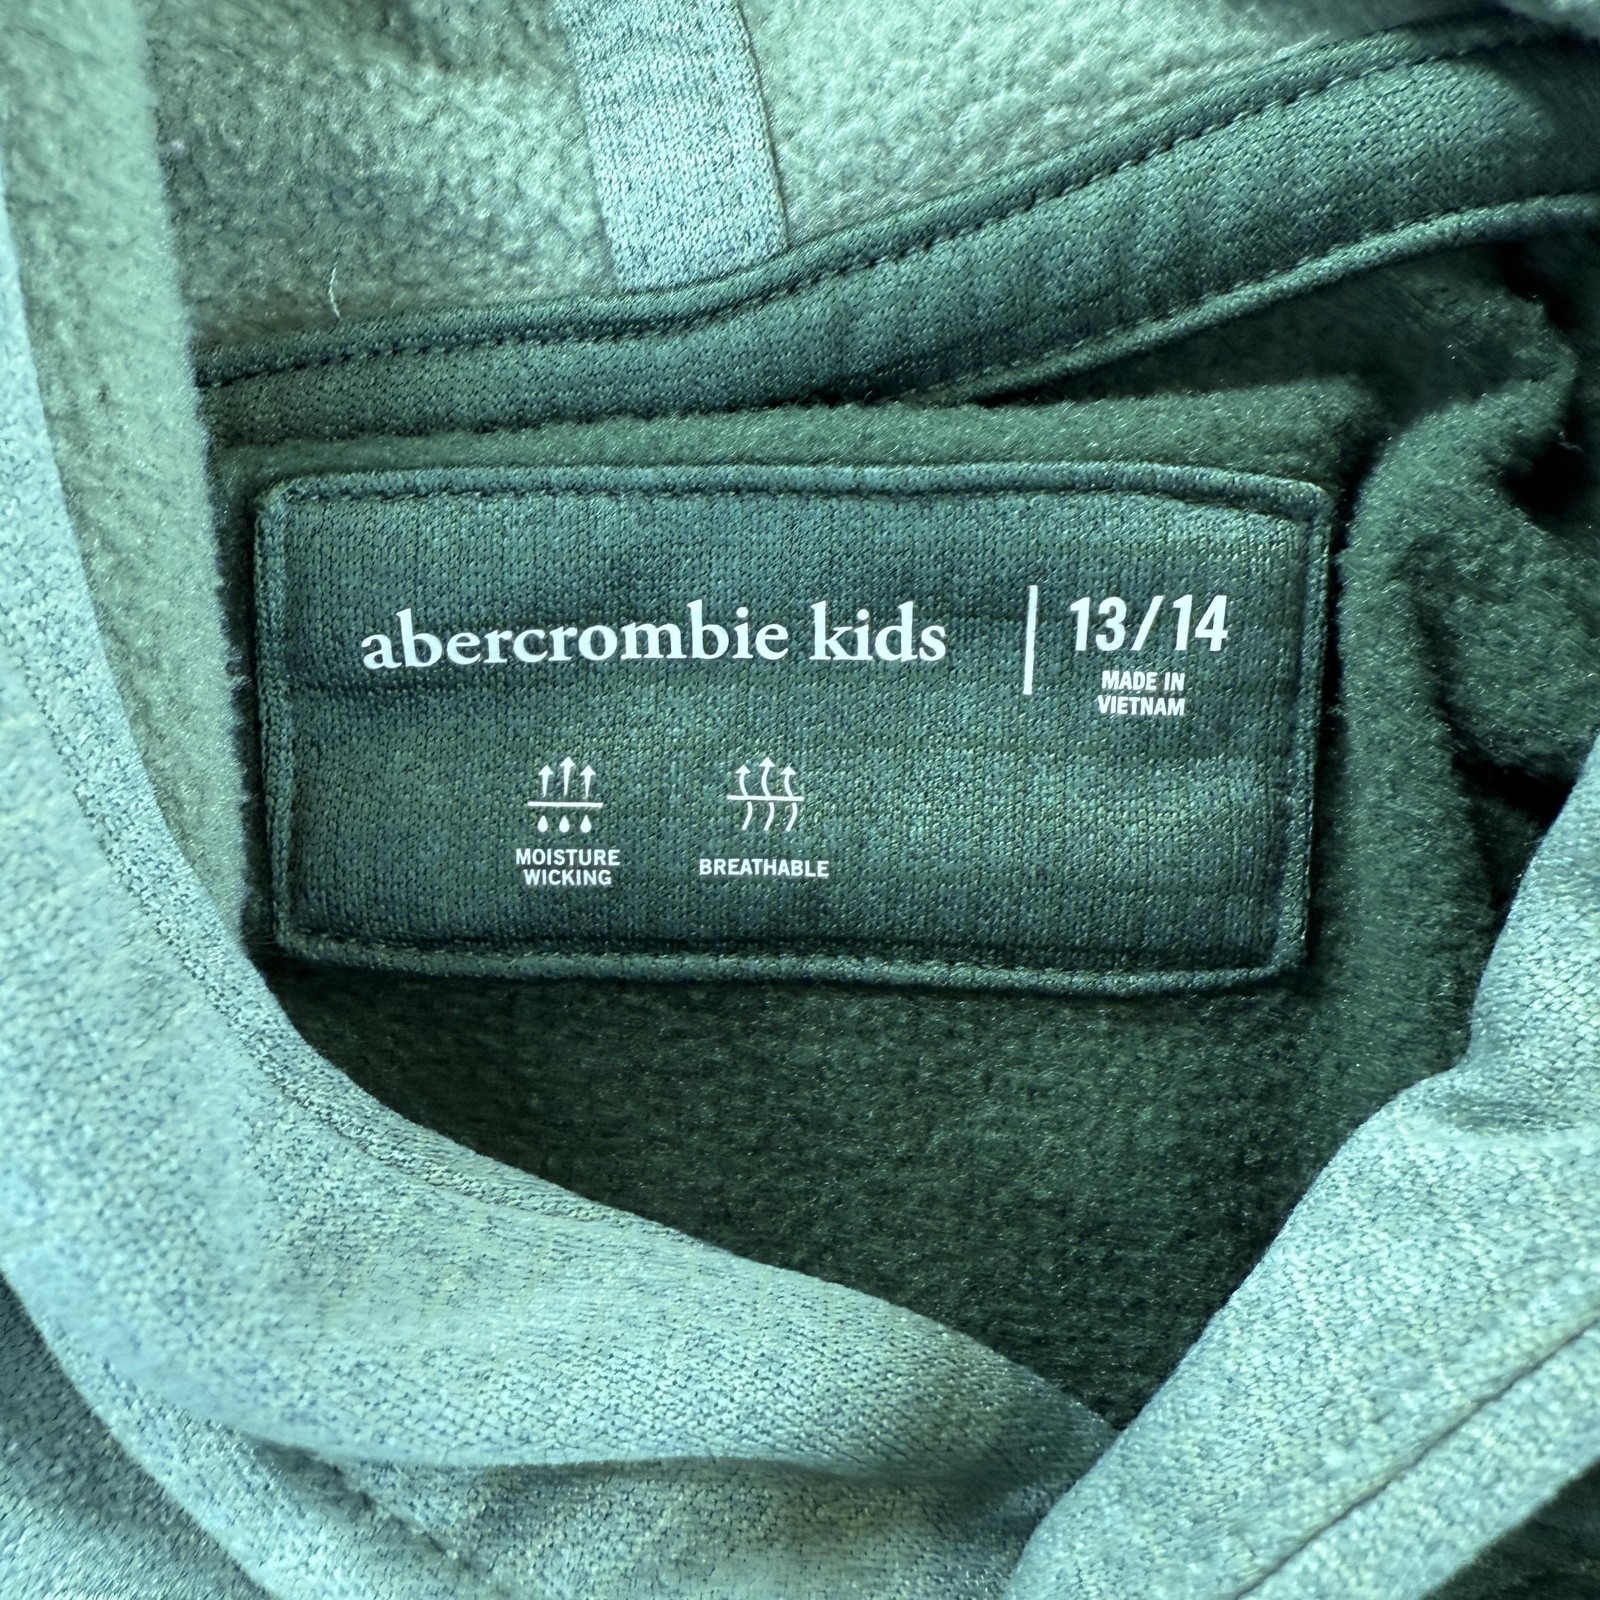 abercrombie kids | 13/14
MADE IN
VIETNAM
MOISTURE
WICKING
BREATHABLE